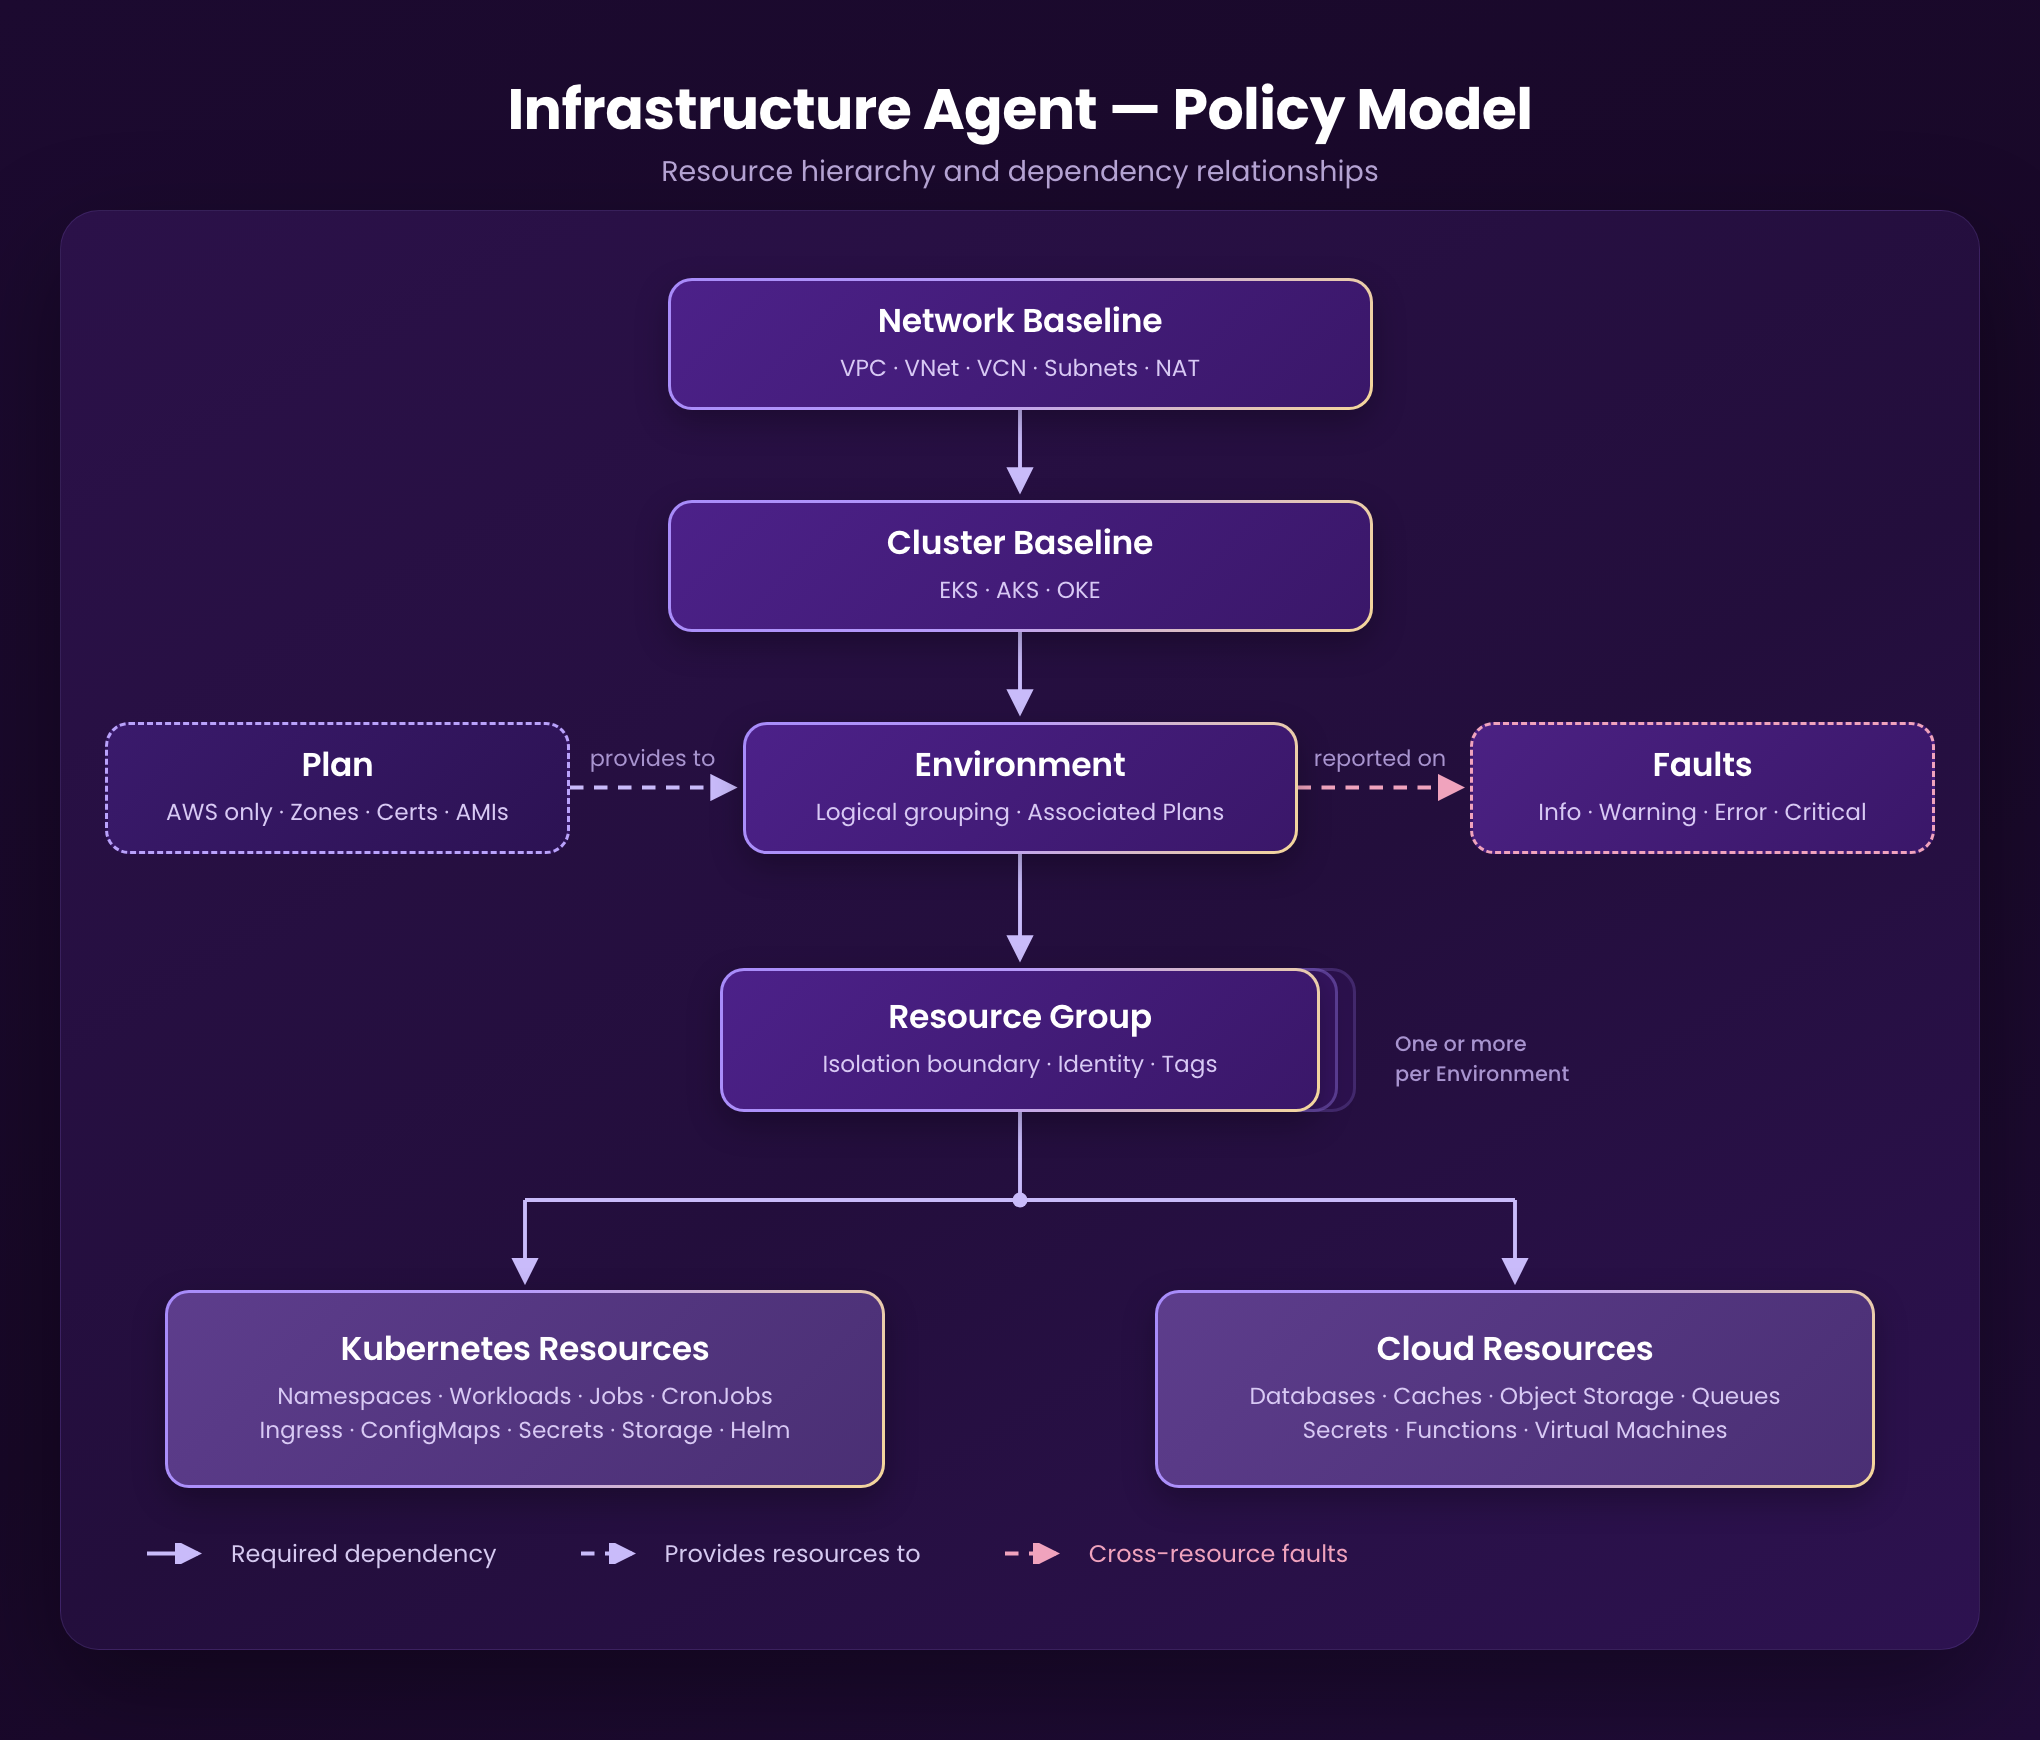 Infrastructure Agent — Policy Model
Resource hierarchy and dependency relationships
Network Baseline
VPC · VNet · VCN · Subnets · NAT
Cluster Baseline
EKS · AKS · OKE
Plan
AWS only · Zones · Certs · AMIs
provides to
Environment
Logical grouping · Associated Plans
reported on
Faults
Info · Warning · Error · Critical
Resource Group
Isolation boundary · Identity · Tags
One or more
per Environment
Kubernetes Resources
Namespaces · Workloads · Jobs · CronJobs
Ingress · ConfigMaps · Secrets · Storage · Helm
Cloud Resources
Databases · Caches · Object Storage · Queues
Secrets · Functions · Virtual Machines
Required dependency
Provides resources to
Cross-resource faults